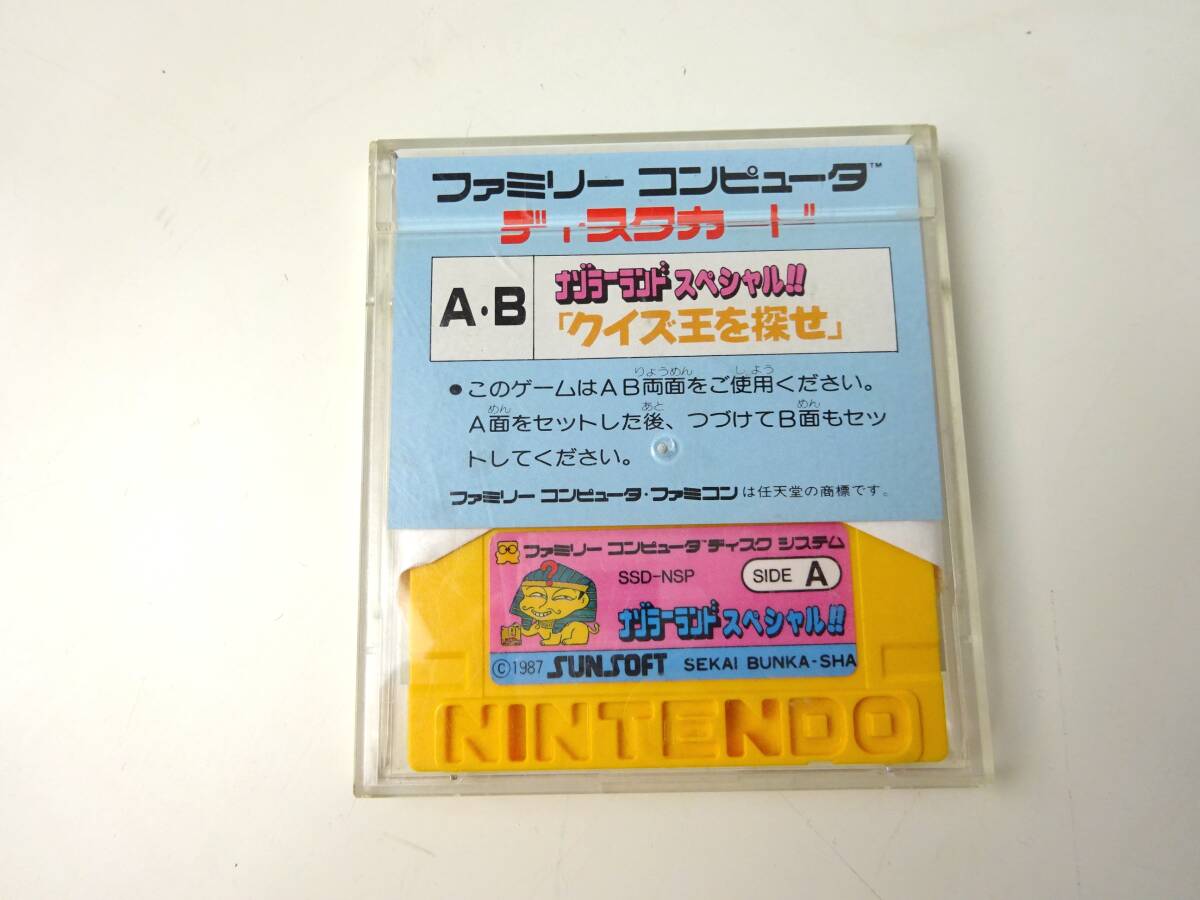 ファミリー コンピュータ™
ディスクカード
A・B
ナゾラーランド スペシャル!!
「クイズ王を探せ」
りょうめん しよう
●このゲームはAB両面をご使用ください。
めん あと めん
A面をセットした後、つづけてB面もセッ
トしてください。
ファミリー コンピュータ・ファミコンは任天堂の商標です。
ファミリー コンピュータ™ ディスク システム
SSD-NSP SIDE A
?
ナゾラーランド スペシャル!!
©1987 SUNSOFT SEKAI BUNKA-SHA
NINTENDO